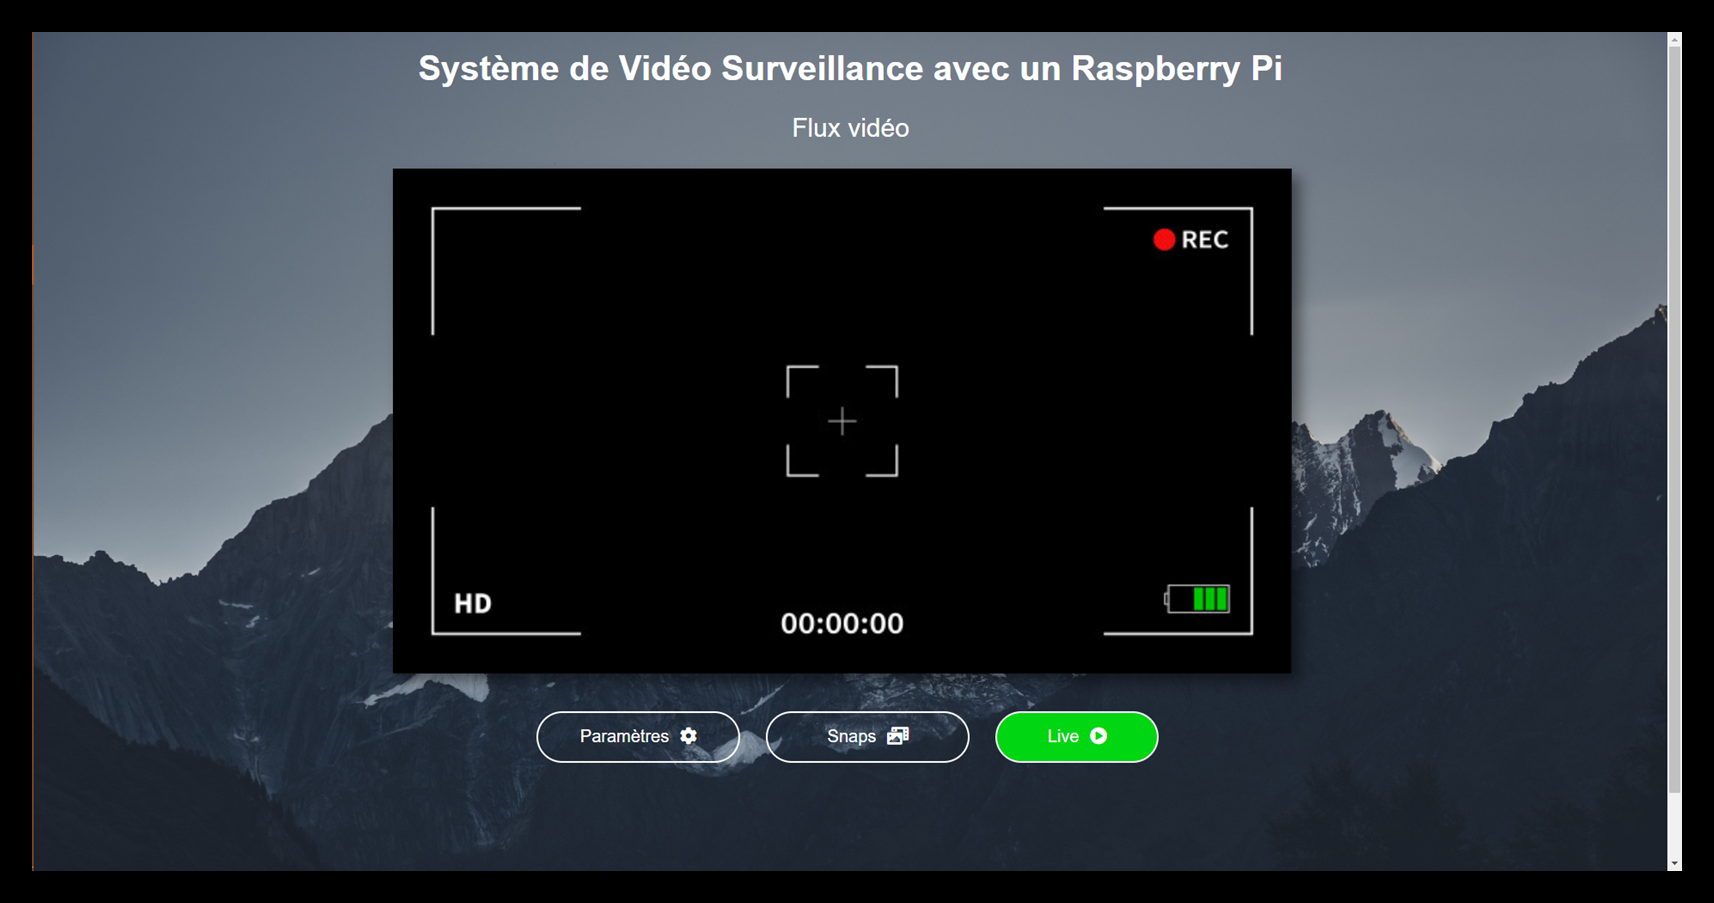 Système de Vidéo Surveillance avec un Raspberry Pi
Flux vidéo
REC
HD
00:00:00
Paramètres
Snaps
Live